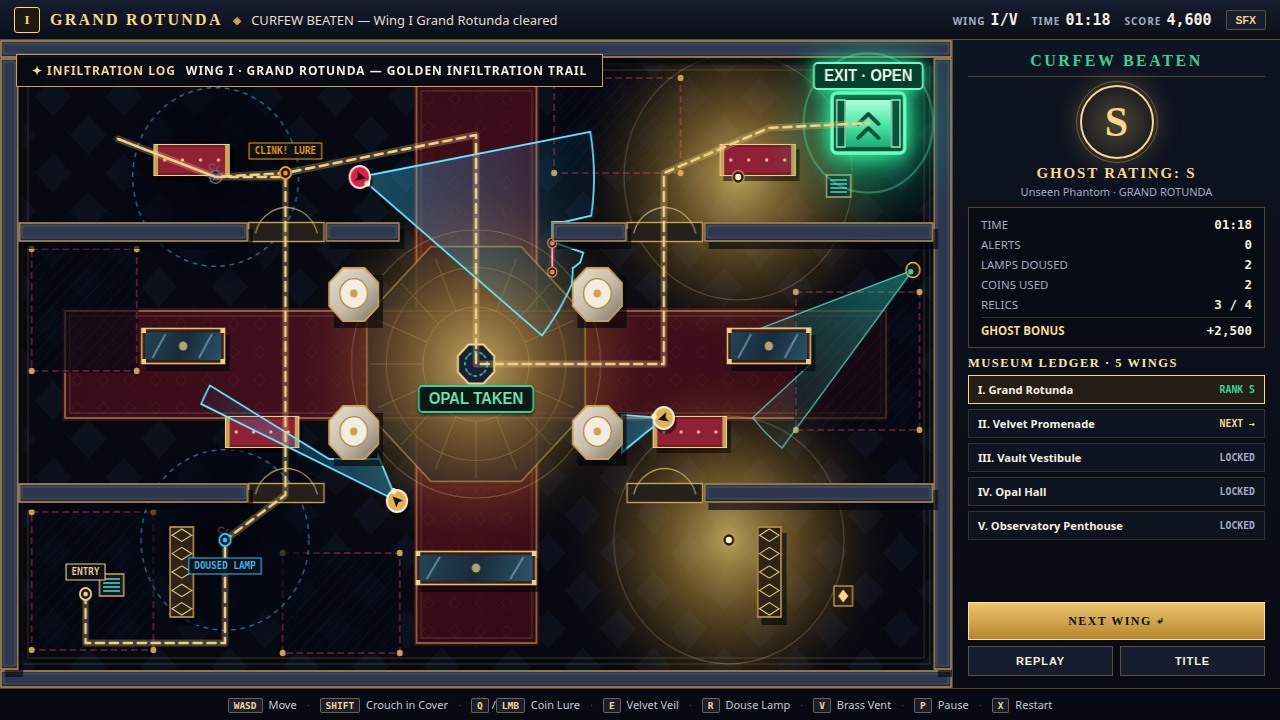 I GRAND ROTUNDA ◆ CURFEW BEATEN — Wing I Grand Rotunda cleared
WING I/V TIME 01:18 SCORE 4,600 SFX
✦ INFILTRATION LOG WING I · GRAND ROTUNDA — GOLDEN INFILTRATION TRAIL
EXIT · OPEN
CLINK! LURE
OPAL TAKEN
DOUSED LAMP
ENTRY
CURFEW BEATEN
S
GHOST RATING: S
Unseen Phantom · GRAND ROTUNDA
TIME 01:18
ALERTS 0
LAMPS DOUSED 2
COINS USED 2
RELICS 3 / 4
GHOST BONUS +2,500
MUSEUM LEDGER · 5 WINGS
I. Grand Rotunda RANK S
II. Velvet Promenade NEXT →
III. Vault Vestibule LOCKED
IV. Opal Hall LOCKED
V. Observatory Penthouse LOCKED
NEXT WING ↲
REPLAY TITLE
WASD Move · SHIFT Crouch in Cover · Q / LMB Coin Lure · E Velvet Veil · R Douse Lamp · V Brass Vent · P Pause · X Restart